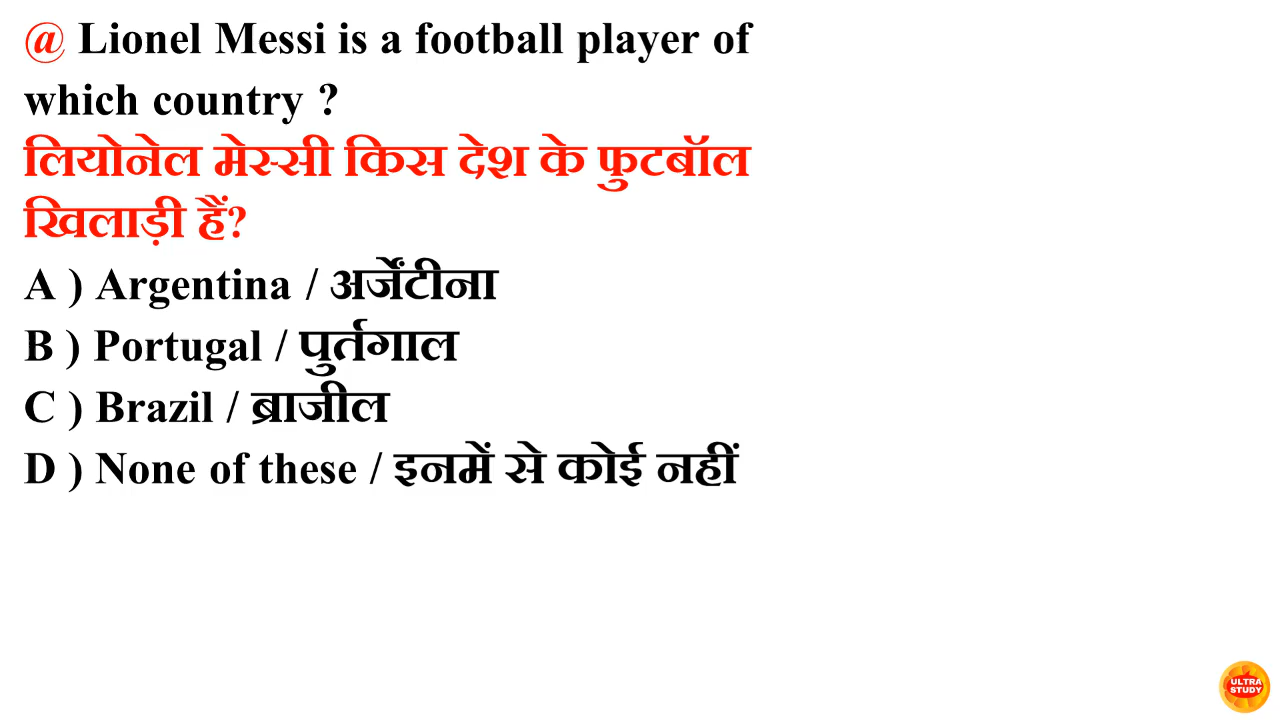 @ Lionel Messi is a football player of
which country ?
लियोनेल मेस्सी किस देश के फुटबॉल
खिलाड़ी हैं?
A ) Argentina / अर्जेंटीना
B ) Portugal / पुर्तगाल
C ) Brazil / ब्राजील
D ) None of these / इनमें से कोई नहीं
ULTRA
STUDY